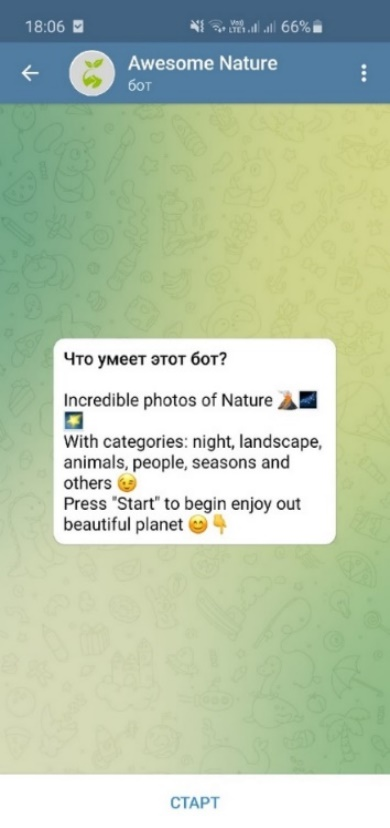 18:06 66%
Awesome Nature
бот
Что умеет этот бот?
Incredible photos of Nature 🌋🌌
🌠
With categories: night, landscape,
animals, people, seasons and
others 😉
Press "Start" to begin enjoy out
beautiful planet 😊👇
СТАРТ